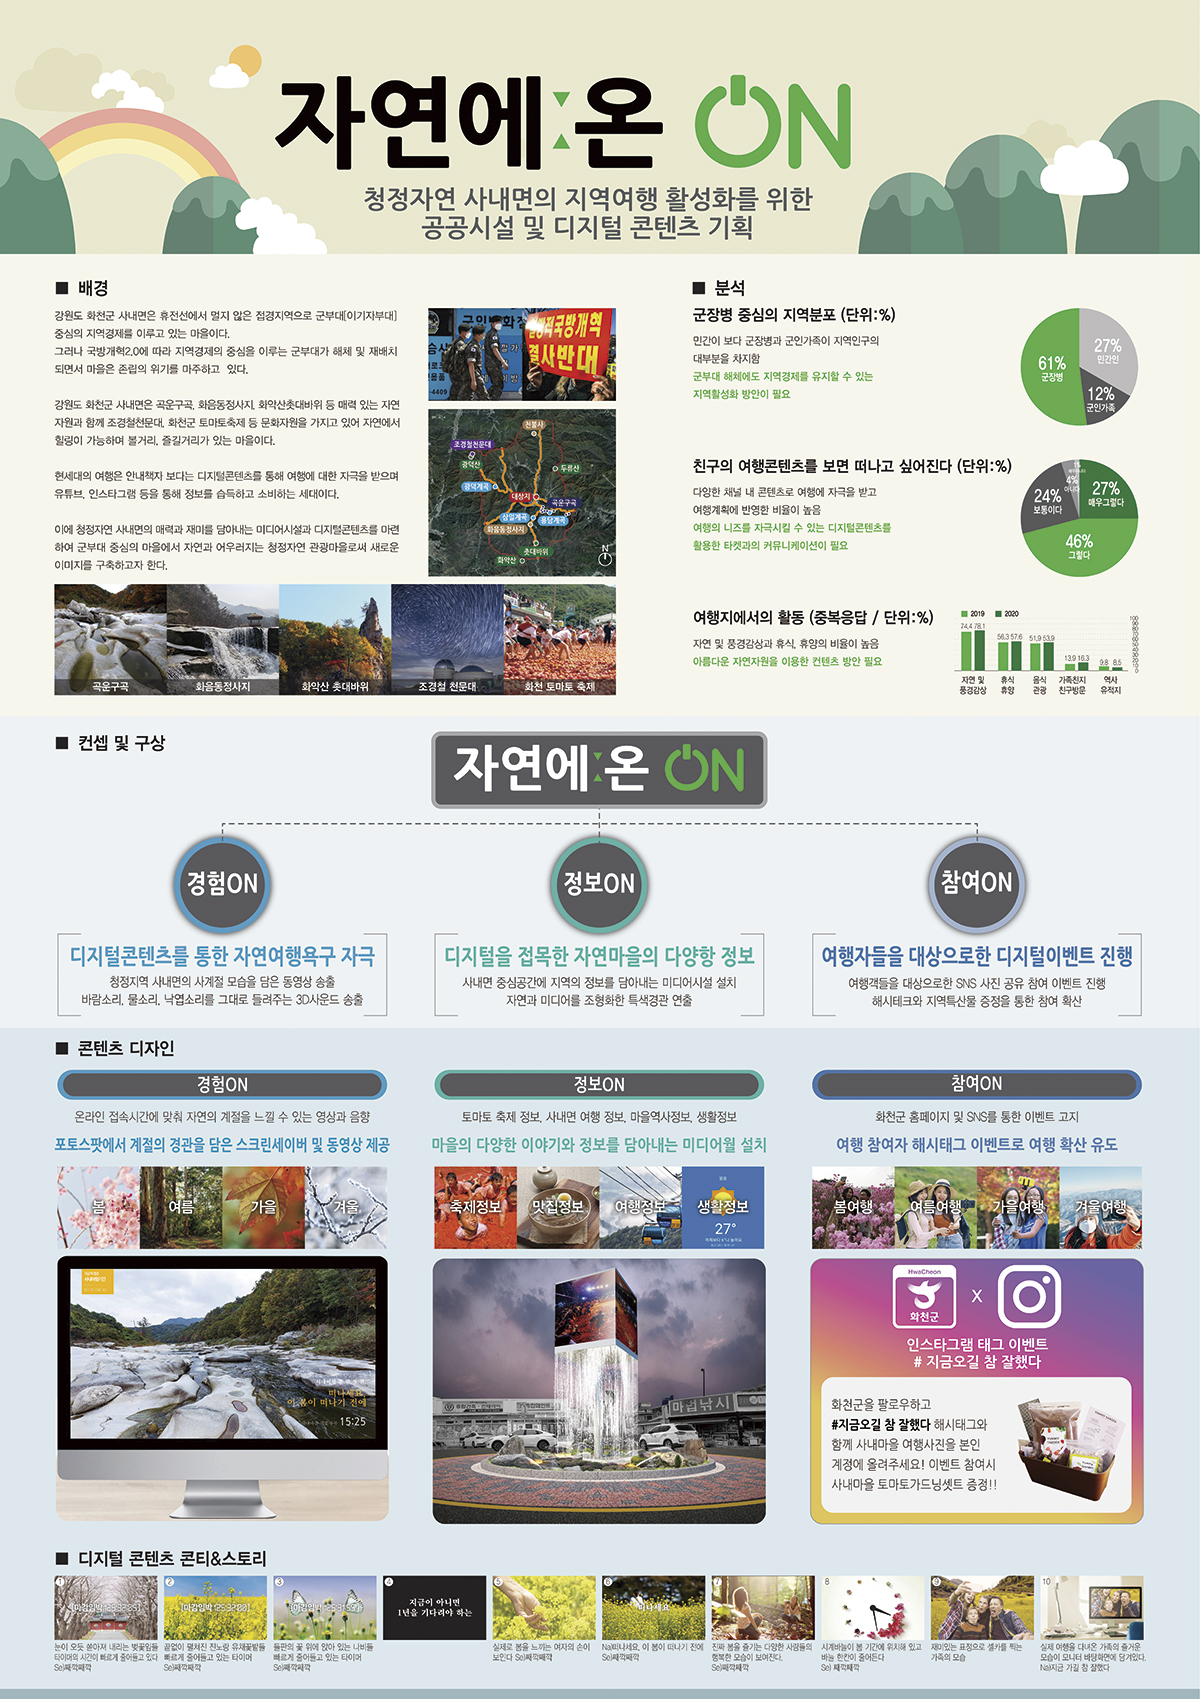 자연에:온 ON
청정자연 사내면의 지역여행 활성화를 위한
공공시설 및 디지털 콘텐츠 기획
■ 배경
강원도 화천군 사내면은 휴전선에서 멀지 않은 접경지역으로 군부대[이기자부대]
중심의 지역경제를 이루고 있는 마을이다.
그러나 국방개혁2.0에 따라 지역경제의 중심을 이루는 군부대가 해체 및 재배치
되면서 마을은 존립의 위기를 마주하고 있다.
강원도 화천군 사내면은 곡운구곡, 화음동정사지, 화악산촛대바위 등 매력 있는 자연
자원과 함께 조경철천문대, 화천군 토마토축제 등 문화자원을 가지고 있어 자연에서
힐링이 가능하며 볼거리, 즐길거리가 있는 마을이다.
현세대의 여행은 안내책자 보다는 디지털콘텐츠를 통해 여행에 대한 자극을 받으며
유튜브, 인스타그램 등을 통해 정보를 습득하고 소비하는 세대이다.
이에 청정자연 사내면의 매력과 재미를 담아내는 미디어시설과 디지털콘텐츠를 마련
하여 군부대 중심의 마을에서 자연과 어우러지는 청정자연 관광마을로써 새로운
이미지를 구축하고자 한다.
국방개혁
결사반대
조경철천문대
천불사
광덕산
두류산
광덕계곡
대상지
곡운구곡
삼일계곡
용담계곡
화음동정사지
촛대바위
화악산
N
곡운구곡
화음동정사지
화악산 촛대바위
조경철 천문대
화천 토마토 축제
■ 분석
군장병 중심의 지역분포 (단위:%)
민간이 보다 군장병과 군인가족이 지역인구의
대부분을 차지함
군부대 해체에도 지역경제를 유지할 수 있는
지역활성화 방안이 필요
61%
군장병
27%
민간인
12%
군인가족
친구의 여행콘텐츠를 보면 떠나고 싶어진다 (단위:%)
다양한 채널 내 콘텐츠로 여행에 자극을 받고
여행계획에 반영한 비율이 높음
여행의 니즈를 자극시킬 수 있는 디지털콘텐츠를
활용한 타켓과의 커뮤니케이션이 필요
1%
4%
아니다
24%
보통이다
27%
매우그렇다
46%
그렇다
여행지에서의 활동 (중복응답 / 단위:%)
자연 및 풍경감상과 휴식, 휴양의 비율이 높음
아름다운 자연자원을 이용한 컨텐츠 방안 필요
2019 2020
74.4 78.1
56.3 57.6
51.9 53.9
13.9 16.3
9.8 8.5
자연 및
풍경감상
휴식
휴양
음식
관광
가족친지
친구방문
역사
유적지
■ 컨셉 및 구상
자연에:온 ON
경험ON
정보ON
참여ON
디지털콘텐츠를 통한 자연여행욕구 자극
청정지역 사내면의 사계절 모습을 담은 동영상 송출
바람소리, 물소리, 낙엽소리를 그대로 들려주는 3D사운드 송출
디지털을 접목한 자연마을의 다양항 정보
사내면 중심공간에 지역의 정보를 담아내는 미디어시설 설치
자연과 미디어를 조형화한 특색경관 연출
여행자들을 대상으로한 디지털이벤트 진행
여행객들을 대상으로한 SNS 사진 공유 참여 이벤트 진행
해시테크와 지역특산물 증정을 통한 참여 확산
■ 콘텐츠 디자인
경험ON
온라인 접속시간에 맞춰 자연의 계절을 느낄 수 있는 영상과 음향
포토스팟에서 계절의 경관을 담은 스크린세이버 및 동영상 제공
봄
여름
가을
겨울
떠나세요,
이 봄이 떠나기 전에
15:25
정보ON
토마토 축제 정보, 사내면 여행 정보, 마을역사정보, 생활정보
마을의 다양한 이야기와 정보를 담아내는 미디어월 설치
축제정보
맛집정보
여행정보
생활정보
27°
마켙낚시
참여ON
화천군 홈페이지 및 SNS를 통한 이벤트 고지
여행 참여자 해시태그 이벤트로 여행 확산 유도
봄여행
여름여행
가을여행
겨울여행
HwaCheon
화천군
X
인스타그램 태그 이벤트
# 지금오길 참 잘했다
화천군을 팔로우하고
#지금오길 참 잘했다 해시태그와
함께 사내마을 여행사진을 본인
계정에 올려주세요! 이벤트 참여시
사내마을 토마토가드닝셋트 증정!!
■ 디지털 콘텐츠 콘티&스토리
1
눈이 오듯 쏟아져 내리는 벚꽃잎들
타이머의 시간이 빠르게 줄어들고 있다
Se)째깍째깍
2
끝없이 펼쳐진 진노랑 유채꽃밭들
빠르게 줄어들고 있는 타이머
Se)째깍째깍
3
들판의 꽃 위에 앉아 있는 나비들
빠르게 줄어들고 있는 타이머
Se)째깍째깍
4
지금이 아니면
1년을 기다려야 하는
5
실제로 봄을 느끼는 여자의 손이
보인다 Se)째깍째깍
6
떠나세요
Na)떠나세요, 이 봄이 떠나기 전에
Se)째깍째깍
7
진짜 봄을 즐기는 다양한 사람들의
행복한 모습이 보여진다.
Se)째깍째깍
8
시계바늘이 봄 기간에 위치해 있고
바늘 한칸이 줄어든다
Se) 째깍째깍
9
재미있는 표정으로 셀카를 찍는
가족의 모습
10
실제 여행을 다녀온 가족의 즐거운
모습이 모니터 바탕화면에 담겨있다.
Na)지금 가길 참 잘했다